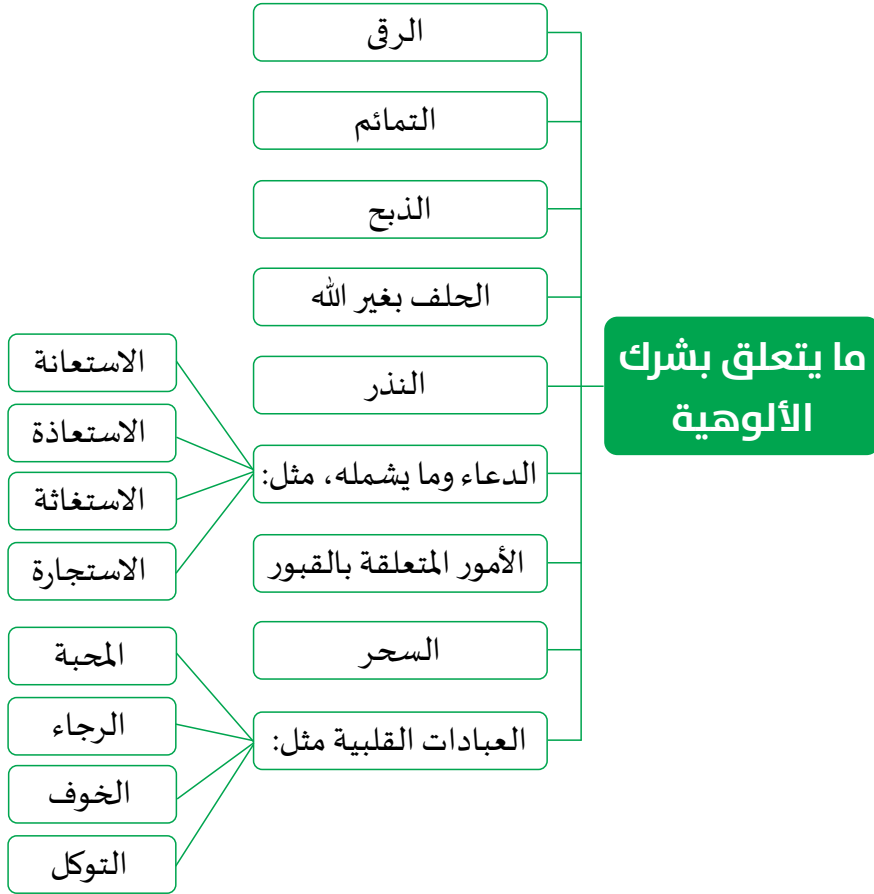 ما يتعلق بشرك
الألوهية
الرقى
التمائم
الذبح
الحلف بغير الله
النذر
الدعاء وما يشمله، مثل:
الاستعانة
الاستعاذة
الاستغاثة
الاستجارة
الأمور المتعلقة بالقبور
السحر
العبادات القلبية مثل:
المحبة
الرجاء
الخوف
التوكل